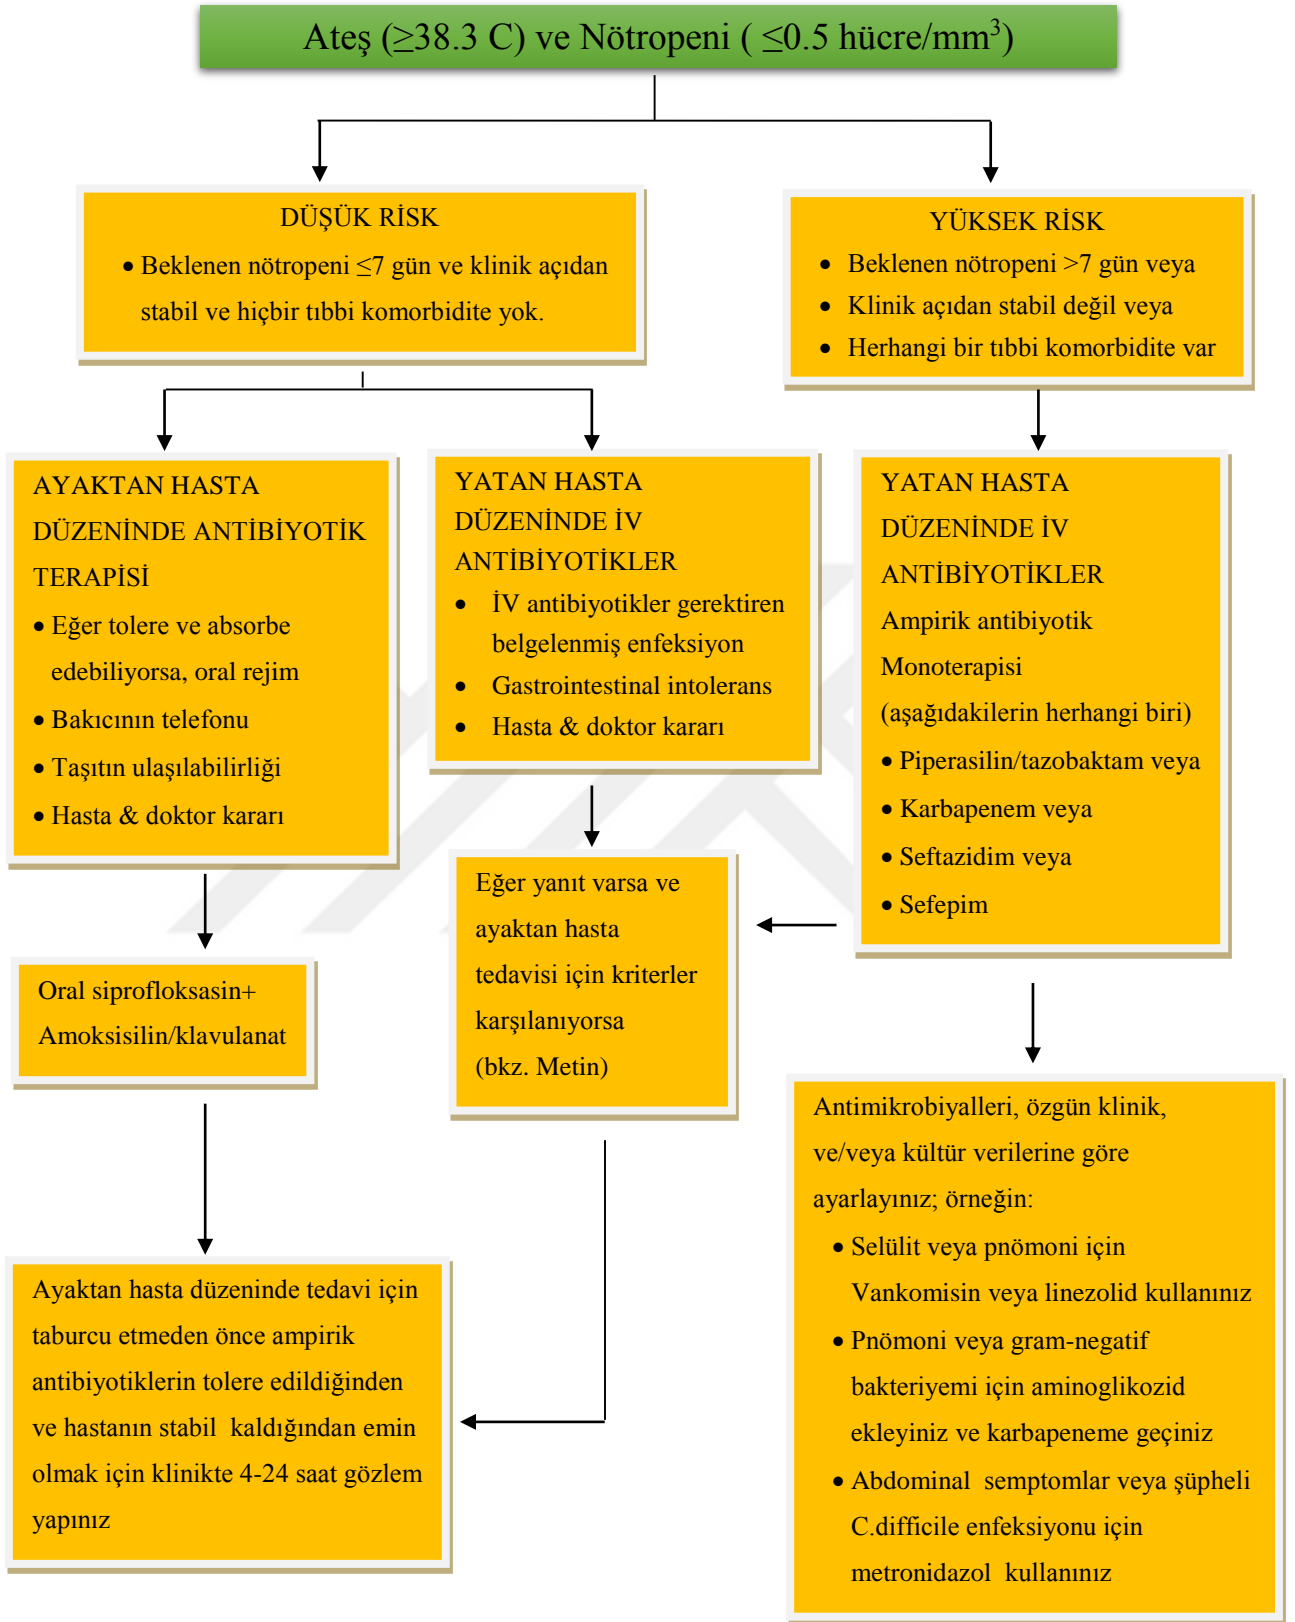 Ateş (≥38.3 C) ve Nötropeni ( ≤0.5 hücre/mm³)
DÜŞÜK RİSK
• Beklenen nötropeni ≤7 gün ve klinik açıdan
stabil ve hiçbir tıbbi komorbidite yok.
YÜKSEK RİSK
• Beklenen nötropeni >7 gün veya
• Klinik açıdan stabil değil veya
• Herhangi bir tıbbi komorbidite var
AYAKTAN HASTA
DÜZENİNDE ANTİBİYOTİK
TERAPİSİ
• Eğer tolere ve absorbe
edebiliyorsa, oral rejim
• Bakıcının telefonu
• Taşıtın ulaşılabilirliği
• Hasta & doktor kararı
YATAN HASTA
DÜZENİNDE İV
ANTİBİYOTİKLER
• İV antibiyotikler gerektiren
belgelenmiş enfeksiyon
• Gastrointestinal intolerans
• Hasta & doktor kararı
YATAN HASTA
DÜZENİNDE İV
ANTİBİYOTİKLER
Ampirik antibiyotik
Monoterapisi
(aşağıdakilerin herhangi biri)
• Piperasilin/tazobaktam veya
• Karbapenem veya
• Seftazidim veya
• Sefepim
Oral siprofloksasin+
Amoksisilin/klavulanat
Eğer yanıt varsa ve
ayaktan hasta
tedavisi için kriterler
karşılanıyorsa
(bkz. Metin)
Ayaktan hasta düzeninde tedavi için
taburcu etmeden önce ampirik
antibiyotiklerin tolere edildiğinden
ve hastanın stabil kaldığından emin
olmak için klinikte 4-24 saat gözlem
yapınız
Antimikrobiyalleri, özgün klinik,
ve/veya kültür verilerine göre
ayarlayınız; örneğin:
• Selülit veya pnömoni için
Vankomisin veya linezolid kullanınız
• Pnömoni veya gram-negatif
bakteriyemi için aminoglikozid
ekleyiniz ve karbapeneme geçiniz
• Abdominal semptomlar veya şüpheli
C.difficile enfeksiyonu için
metronidazol kullanınız